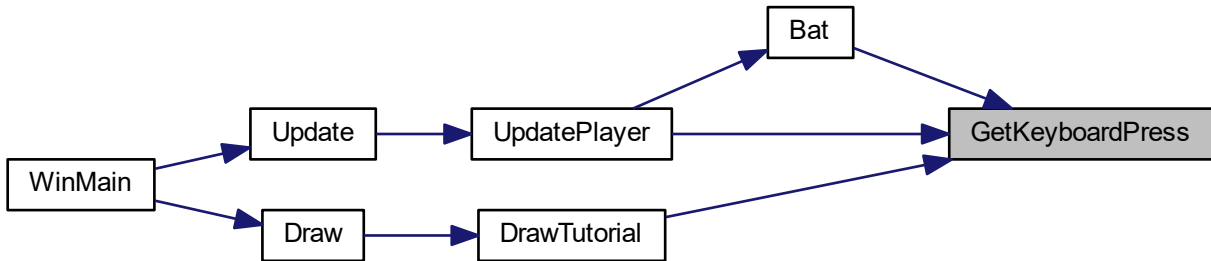 Bat
Update
UpdatePlayer
GetKeyboardPress
WinMain
Draw
DrawTutorial